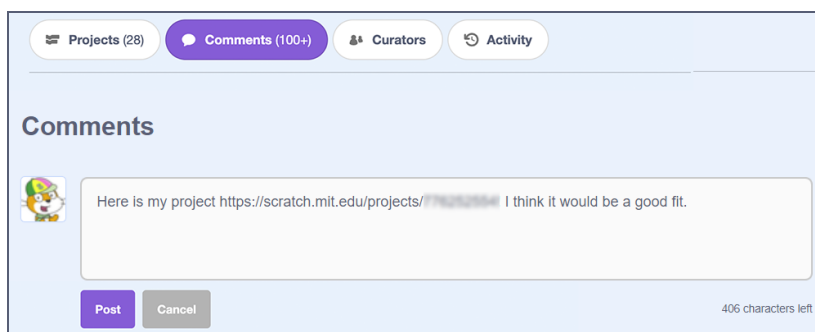 Projects (28)
Comments (100+)
Curators
Activity
Comments
Here is my project https://scratch.mit.edu/projects/ I think it would be a good fit.
Post
Cancel
406 characters left